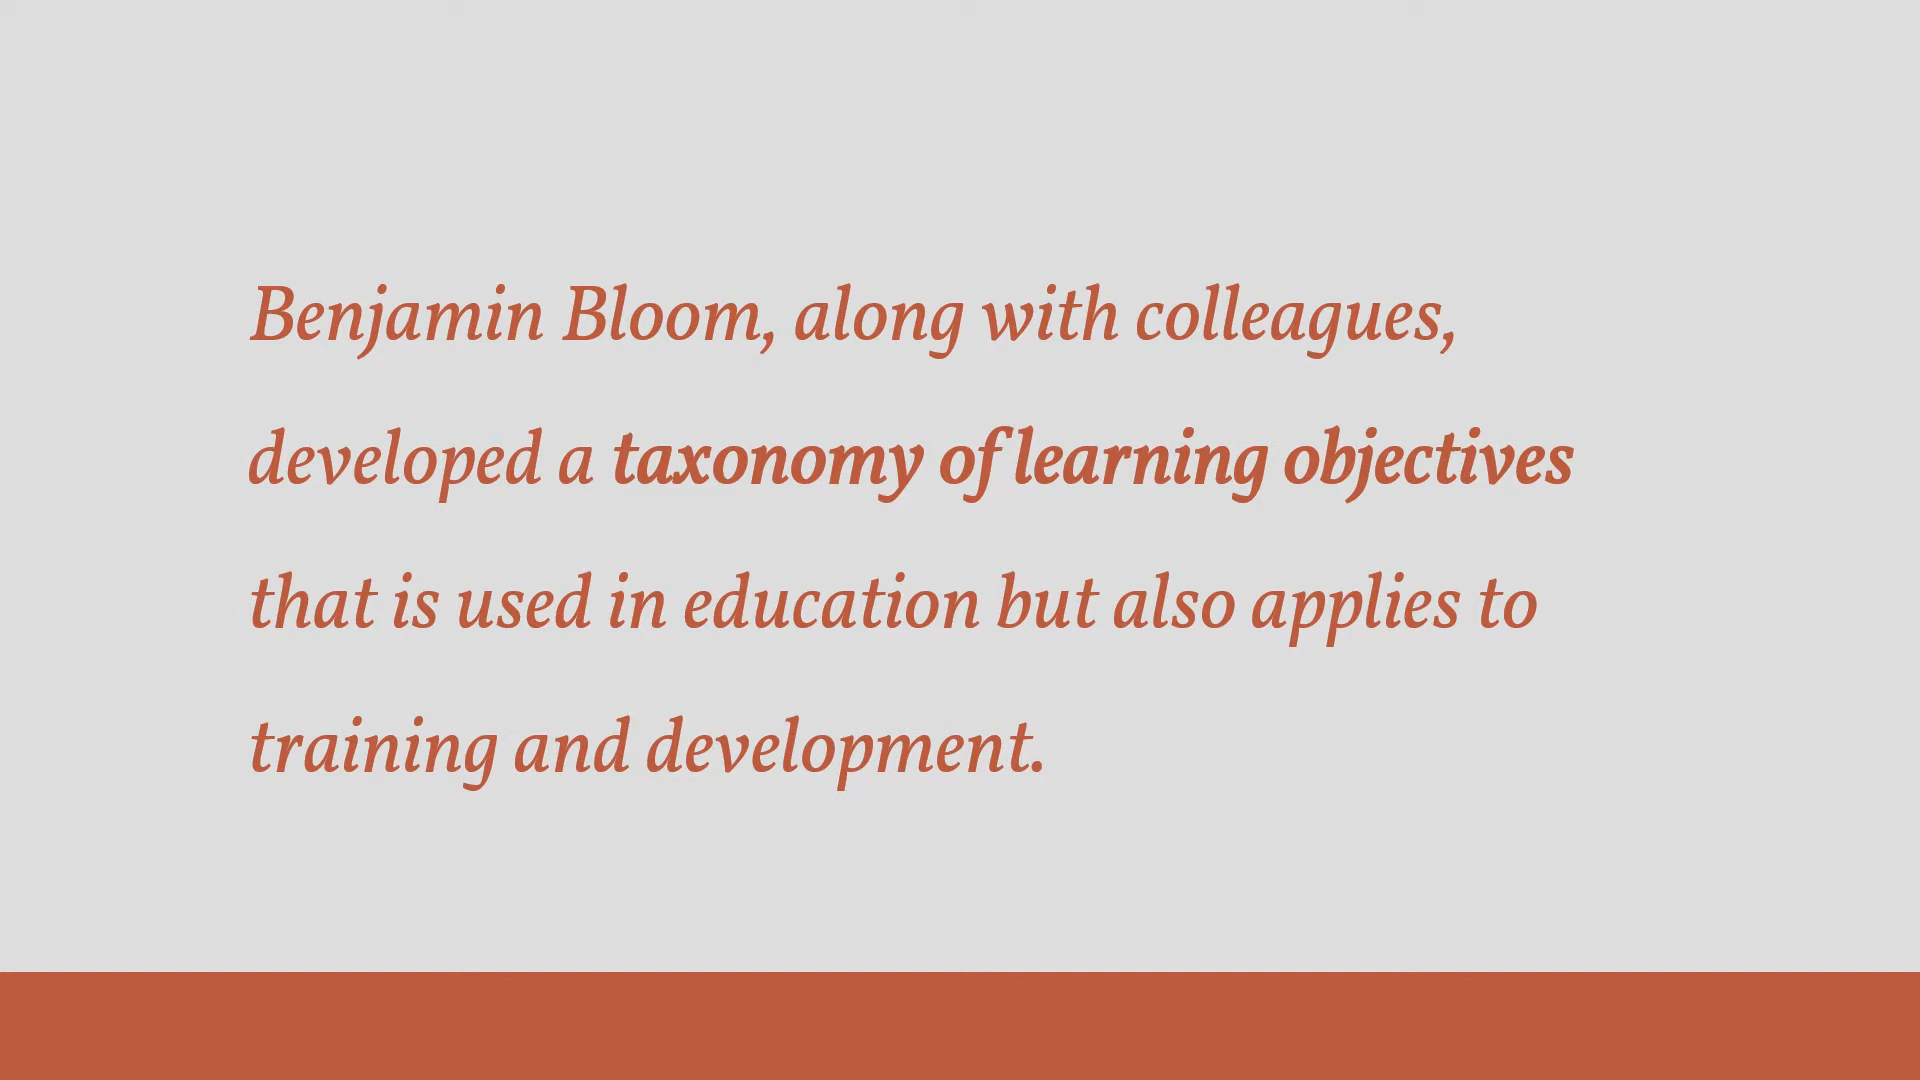 Benjamin Bloom, along with colleagues,
developed a taxonomy of learning objectives
that is used in education but also applies to
training and development.